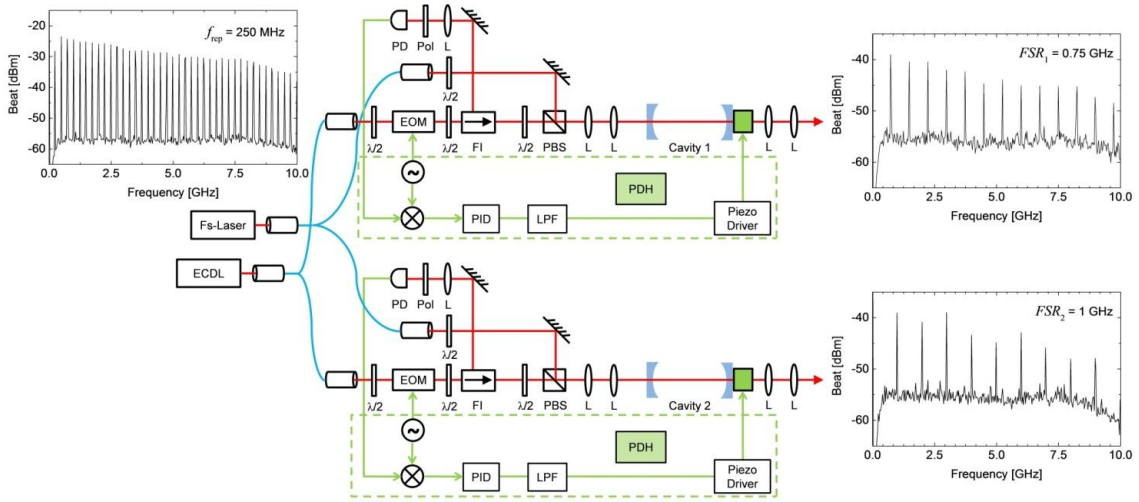 Beat [dBm]
-20
-30
-40
-50
-60
f_rep = 250 MHz
0.0 2.5 5.0 7.5 10.0
Frequency [GHz]
PD Pol L
λ/2
EOM
λ/2 λ/2 FI λ/2 PBS L L Cavity 1 L L
~
PDH
PID LPF Piezo
Driver
Beat [dBm]
-40
-50
-60
FSR₁ = 0.75 GHz
0.0 2.5 5.0 7.5 10.0
Frequency [GHz]
Fs-Laser
ECDL
PD Pol L
λ/2
EOM
λ/2 λ/2 FI λ/2 PBS L L Cavity 2 L L
~
PDH
PID LPF Piezo
Driver
Beat [dBm]
-40
-50
-60
FSR₂ = 1 GHz
0.0 2.5 5.0 7.5 10.0
Frequency [GHz]